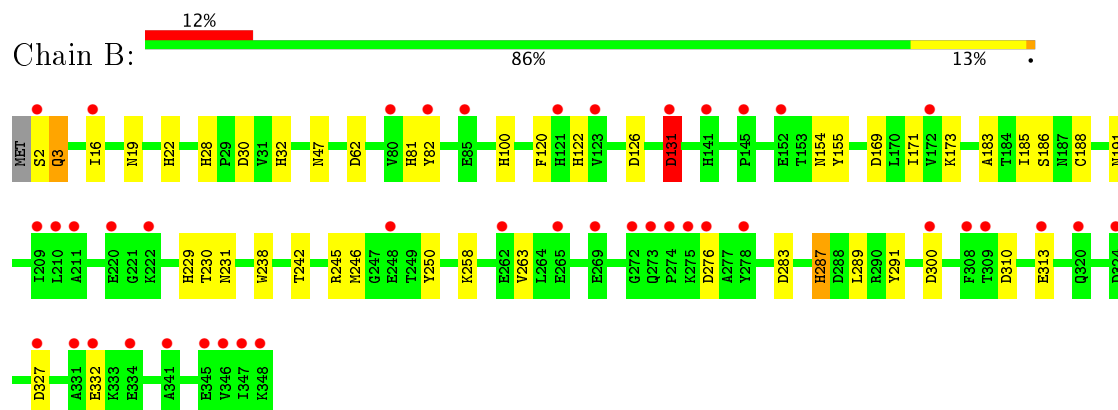 12%
Chain B:
86% 13% •
MET S2 Q3 I16 N19 H22 H28 P29 D30 V31 H32 N47 D62 V80 H81 Y82 E85 H100 F120 H121 H122 V123 D126 D131 H141 P145 E152 T153 N154 Y155 D169 L170 I171 V172 K173 A183 T184 I185 S186 N187 C188 N191
I209 L210 A211 E220 G221 K222 H229 T230 N231 W238 T242 R245 M246 G247 E248 T249 Y250 K258 E262 V263 L264 E265 E269 G272 Q273 P274 K275 D276 A277 Y278 D283 H287 D288 L289 R290 Y291 D300 F308 T309 D310 E313 Q320
D327 A331 E332 K333 E334 A341 E345 V346 I347 K348